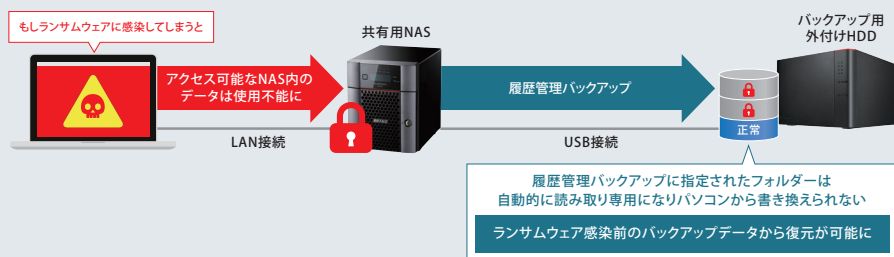 もしランサムウェアに感染してしまうと
アクセス可能なNAS内の
データは使用不能に
LAN接続
共有用NAS
履歴管理バックアップ
USB接続
バックアップ用
外付けHDD
正常
履歴管理バックアップに指定されたフォルダーは
自動的に読み取り専用になりパソコンから書き換えられない
ランサムウェア感染前のバックアップデータから復元が可能に